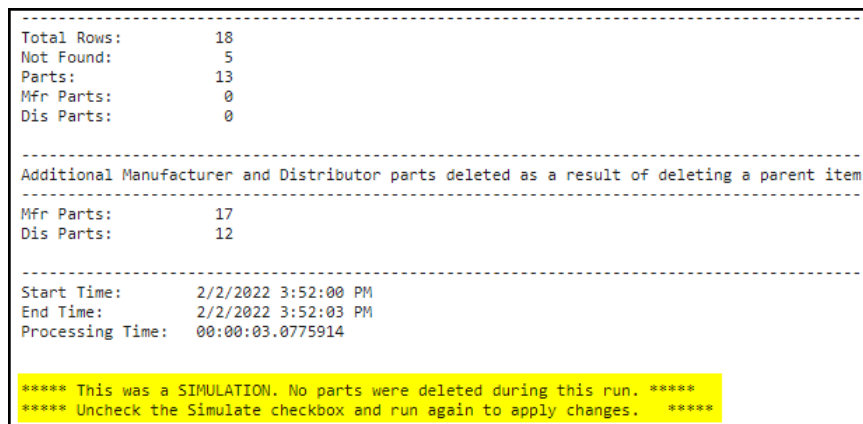 --------------------------------------------------------------------------------------------
Total Rows:            18
Not Found:              5
Parts:                 13
Mfr Parts:              0
Dis Parts:              0
--------------------------------------------------------------------------------------------
Additional Manufacturer and Distributor parts deleted as a result of deleting a parent item
--------------------------------------------------------------------------------------------
Mfr Parts:             17
Dis Parts:             12
--------------------------------------------------------------------------------------------
Start Time:        2/2/2022 3:52:00 PM
End Time:          2/2/2022 3:52:03 PM
Processing Time:   00:00:03.0775914
***** This was a SIMULATION. No parts were deleted during this run. *****
***** Uncheck the Simulate checkbox and run again to apply changes.   *****